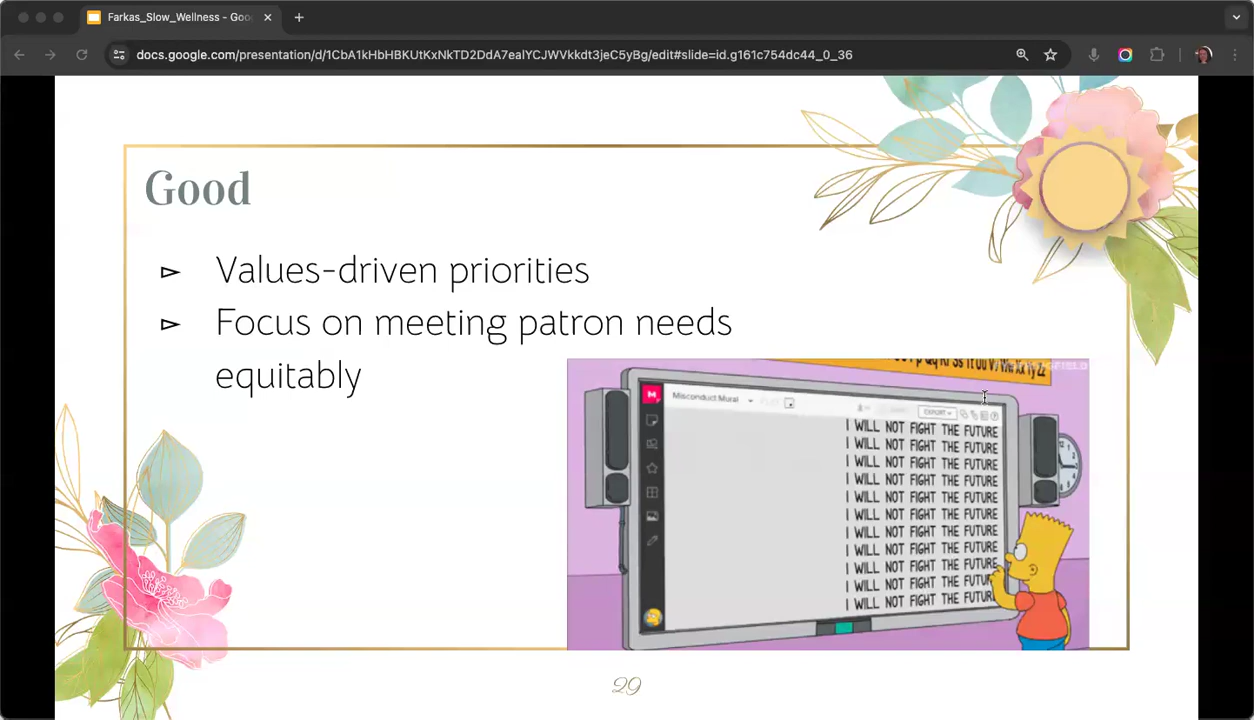 Farkas_Slow_Wellness - Goo
docs.google.com/presentation/d/1CbA1kHbHBKUtKxNkTD2DdA7ealYCJWVkkdt3jeC5yBg/edit#slide=id.g161c754dc44_0_36
Good
Values-driven priorities
Focus on meeting patron needs
equitably
Misconduct Mural
EXPORT
I WILL NOT FIGHT THE FUTURE
I WILL NOT FIGHT THE FUTURE
I WILL NOT FIGHT THE FUTURE
I WILL NOT FIGHT THE FUTURE
I WILL NOT FIGHT THE FUTURE
I WILL NOT FIGHT THE FUTURE
I WILL NOT FIGHT THE FUTURE
I WILL NOT FIGHT THE FUTURE
I WILL NOT FIGHT THE FUTURE
I WILL NOT FIGHT THE FUTUR
I WILL NOT FIGHT THE FUTUR
29